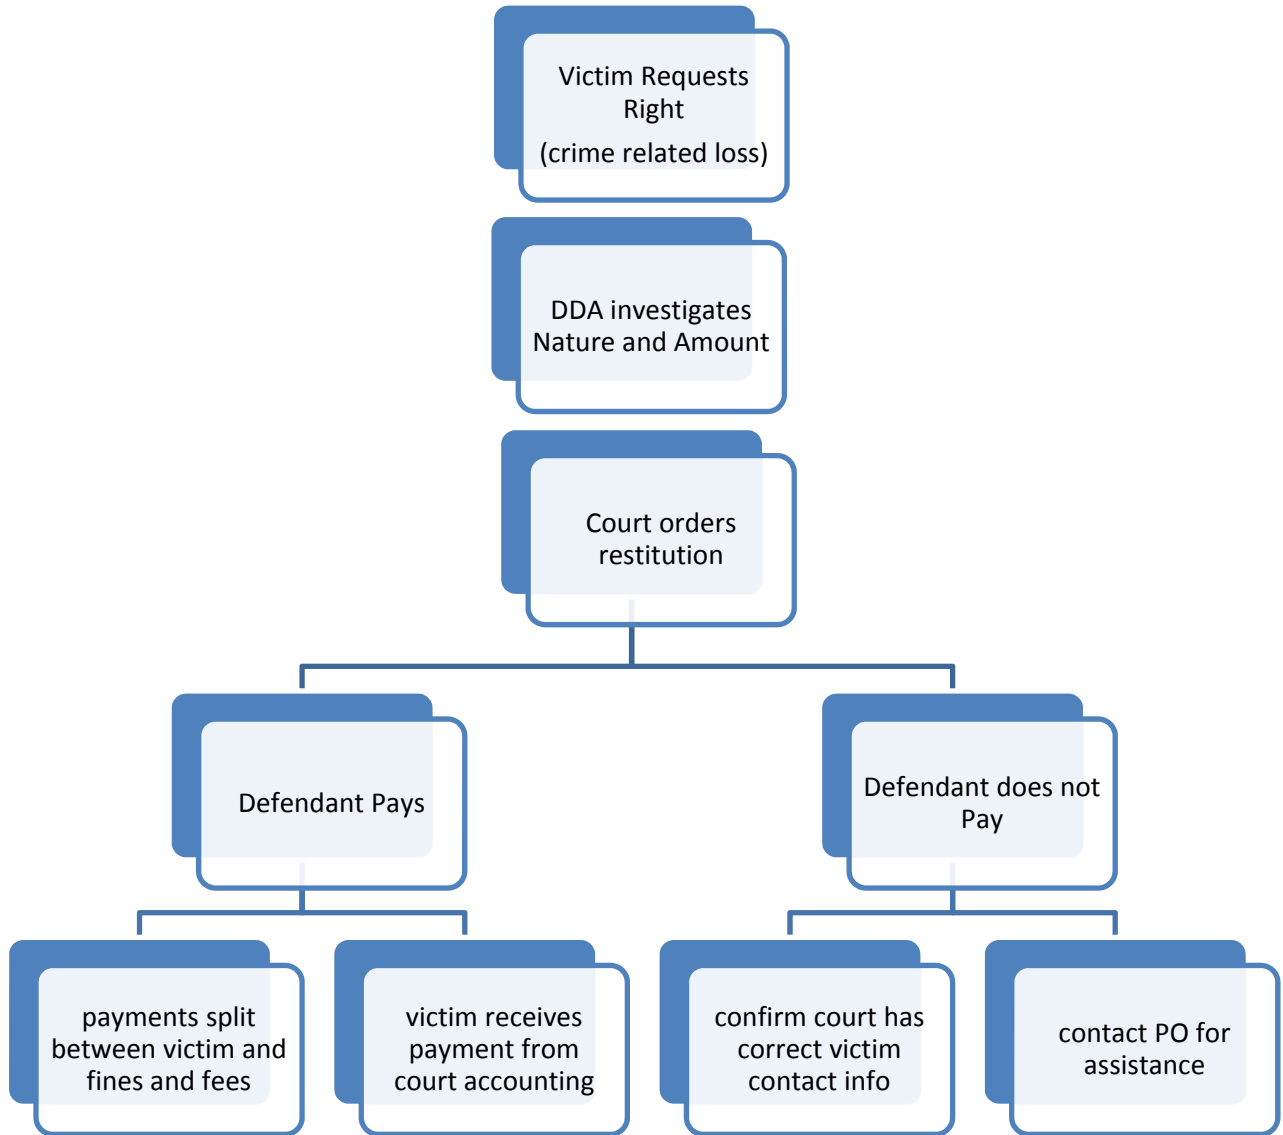 Victim Requests
Right
(crime related loss)
DDA investigates
Nature and Amount
Court orders
restitution
Defendant Pays
Defendant does not
Pay
payments split
between victim and
fines and fees
victim receives
payment from
court accounting
confirm court has
correct victim
contact info
contact PO for
assistance